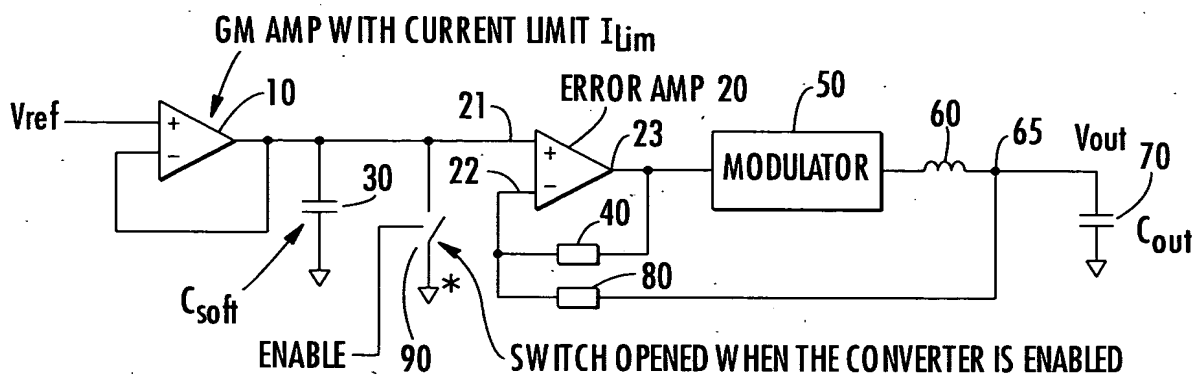 GM AMP WITH CURRENT LIMIT ILim
10
Vref
+
−
21
ERROR AMP 20
23
50
60
65
Vout
70
+
−
22
MODULATOR
30
40
Cout
Csoft
80
*
ENABLE
90
SWITCH OPENED WHEN THE CONVERTER IS ENABLED